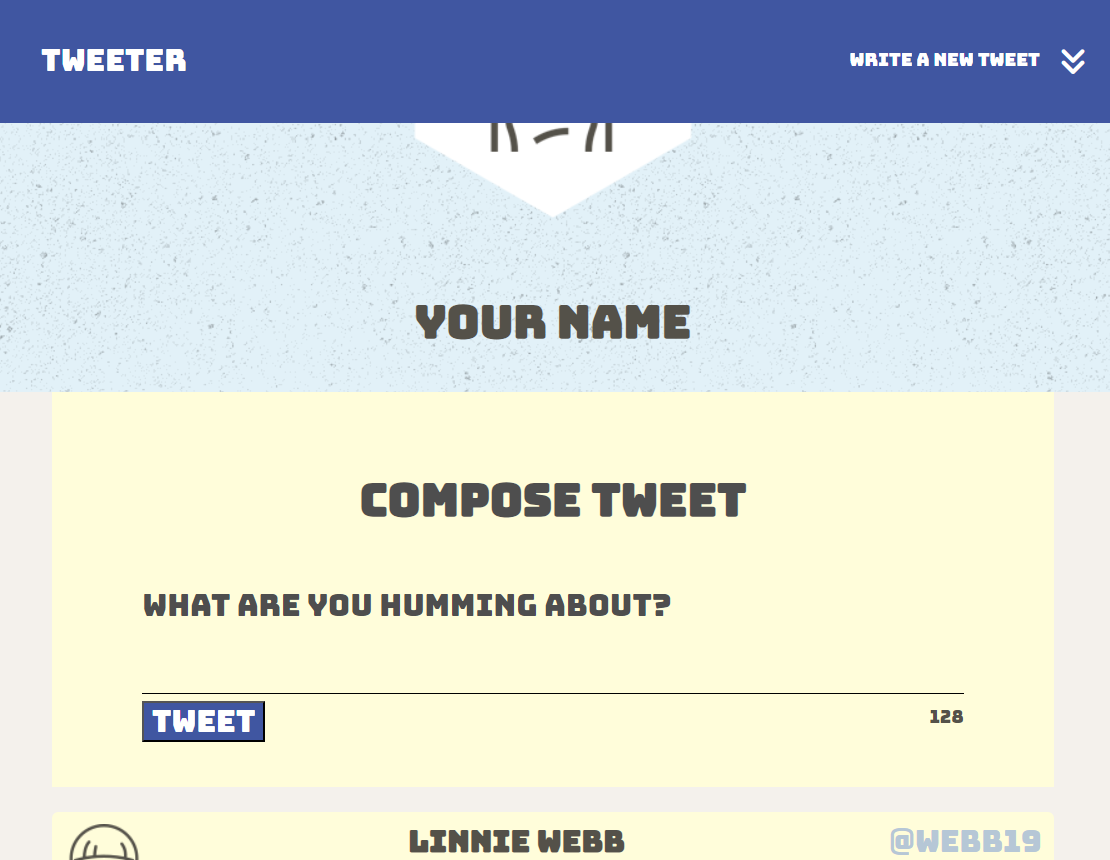 TWEETER
WRITE A NEW TWEET
YOUR NAME
COMPOSE TWEET
WHAT ARE YOU HUMMING ABOUT?
TWEET
128
LINNIE WEBB
@WEBB19